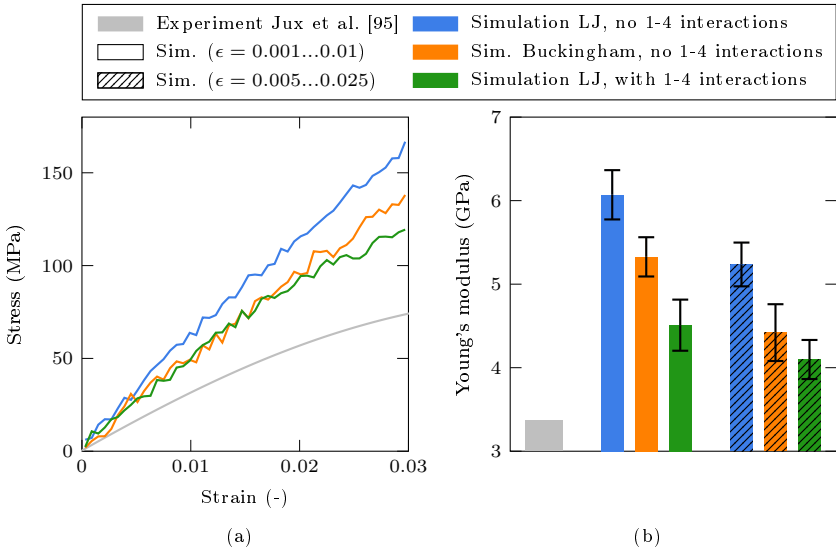 Experiment Jux et al. [95]
Sim. (ϵ = 0.001...0.01)
Sim. (ϵ = 0.005...0.025)
Simulation LJ, no 1-4 interactions
Sim. Buckingham, no 1-4 interactions
Simulation LJ, with 1-4 interactions
Stress (MPa)
150
100
50
0
0
0.01
0.02
0.03
Strain (-)
(a)
Young's modulus (GPa)
7
6
5
4
3
(b)